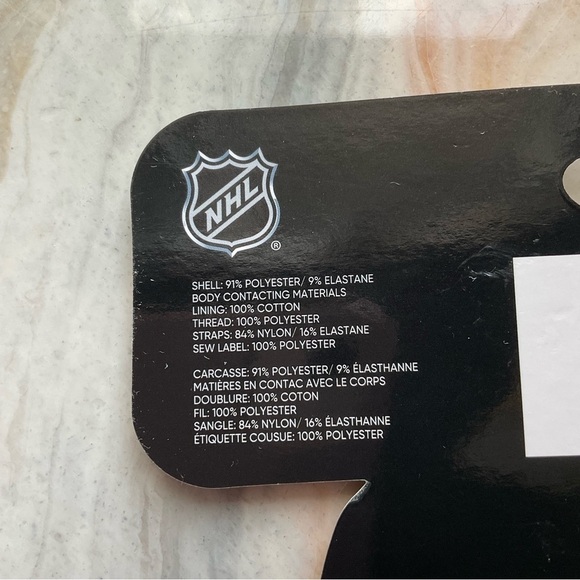 NHL
®
SHELL: 91% POLYESTER/ 9% ELASTANE
BODY CONTACTING MATERIALS
LINING: 100% COTTON
THREAD: 100% POLYESTER
STRAPS: 84% NYLON/ 16% ELASTANE
SEW LABEL: 100% POLYESTER
CARCASSE: 91% POLYESTER/ 9% ÉLASTHANNE
MATIÈRES EN CONTAC AVEC LE CORPS
DOUBLURE: 100% COTON
FIL: 100% POLYESTER
SANGLE: 84% NYLON/ 16% ÉLASTHANNE
ÉTIQUETTE COUSUE: 100% POLYESTER